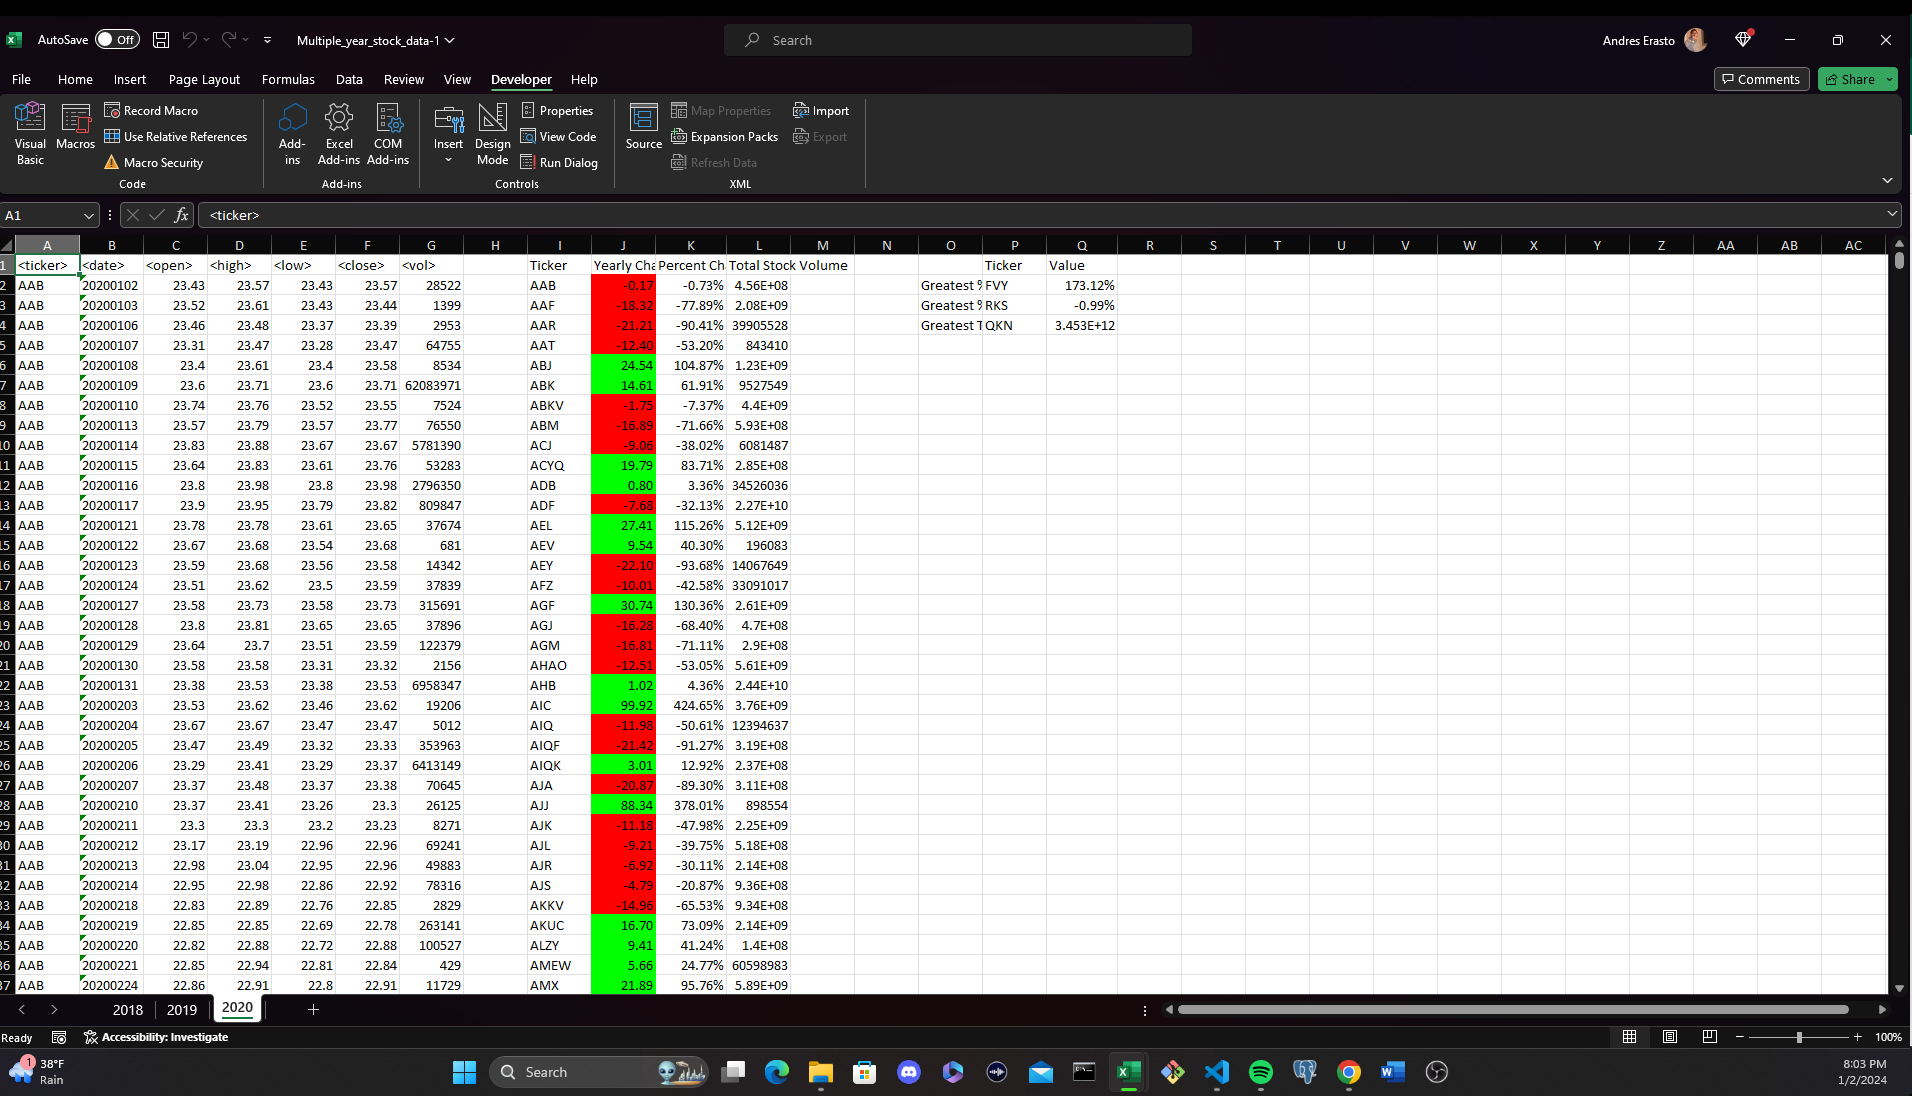 AutoSave Off Multiple_year_stock_data-1 Search Andres Erasto
File Home Insert Page Layout Formulas Data Review View Developer Help Comments Share
Visual Basic Macros Record Macro Use Relative References Macro Security Add-ins Excel Add-ins COM Add-ins Insert Design Mode Properties View Code Run Dialog Source Map Properties Expansion Packs Refresh Data Import Export
Code Add-ins Controls XML
A1 fx <ticker>
A B C D E F G H I J K L M N O P Q R S T U V W X Y Z AA AB AC
1 <ticker> <date> <open> <high> <low> <close> <vol> Ticker Yearly Cha Percent Ch Total Stock Volume Ticker Value
2 AAB 20200102 23.43 23.57 23.43 23.57 28522 AAB -0.17 -0.73% 4.56E+08 Greatest % FVY 173.12%
3 AAB 20200103 23.52 23.61 23.43 23.44 1399 AAF -18.32 -77.89% 2.08E+09 Greatest % RKS -0.99%
4 AAB 20200106 23.46 23.48 23.37 23.39 2953 AAR -21.21 -90.41% 39905528 Greatest T QKN 3.453E+12
5 AAB 20200107 23.31 23.47 23.28 23.47 64755 AAT -12.40 -53.20% 843410
6 AAB 20200108 23.4 23.61 23.4 23.58 8534 ABJ 24.54 104.87% 1.23E+09
7 AAB 20200109 23.6 23.71 23.6 23.71 62083971 ABK 14.61 61.91% 9527549
8 AAB 20200110 23.74 23.76 23.52 23.55 7524 ABKV -1.75 -7.37% 4.4E+09
9 AAB 20200113 23.57 23.79 23.57 23.77 76550 ABM -16.89 -71.66% 5.93E+08
10 AAB 20200114 23.83 23.88 23.67 23.67 5781390 ACJ -9.06 -38.02% 6081487
11 AAB 20200115 23.64 23.83 23.61 23.76 53283 ACYQ 19.79 83.71% 2.85E+08
12 AAB 20200116 23.8 23.98 23.8 23.98 2796350 ADB 0.80 3.36% 34526036
13 AAB 20200117 23.9 23.95 23.79 23.82 809847 ADF -7.68 -32.13% 2.27E+10
14 AAB 20200121 23.78 23.78 23.61 23.65 37674 AEL 27.41 115.26% 5.12E+09
15 AAB 20200122 23.67 23.68 23.54 23.68 681 AEV 9.54 40.30% 196083
16 AAB 20200123 23.59 23.68 23.56 23.58 14342 AEY -22.10 -93.68% 14067649
17 AAB 20200124 23.51 23.62 23.5 23.59 37839 AFZ -10.01 -42.58% 33091017
18 AAB 20200127 23.58 23.73 23.58 23.73 315691 AGF 30.74 130.36% 2.61E+09
19 AAB 20200128 23.8 23.81 23.65 23.65 37896 AGJ -16.28 -68.40% 4.7E+08
20 AAB 20200129 23.64 23.7 23.51 23.59 122379 AGM -16.81 -71.11% 2.9E+08
21 AAB 20200130 23.58 23.58 23.31 23.32 2156 AHAO -12.51 -53.05% 5.61E+09
22 AAB 20200131 23.38 23.53 23.38 23.53 6958347 AHB 1.02 4.36% 2.44E+10
23 AAB 20200203 23.53 23.62 23.46 23.62 19206 AIC 99.92 424.65% 3.76E+09
24 AAB 20200204 23.67 23.67 23.47 23.47 5012 AIQ -11.98 -50.61% 12394637
25 AAB 20200205 23.47 23.49 23.32 23.33 353963 AIQF -21.42 -91.27% 3.19E+08
26 AAB 20200206 23.29 23.41 23.29 23.37 6413149 AIQK 3.01 12.92% 2.37E+08
27 AAB 20200207 23.37 23.48 23.37 23.38 70645 AJA -20.87 -89.30% 3.11E+08
28 AAB 20200210 23.37 23.41 23.26 23.3 26125 AJJ 88.34 378.01% 898554
29 AAB 20200211 23.3 23.3 23.2 23.23 8271 AJK -11.18 -47.98% 2.25E+09
30 AAB 20200212 23.17 23.19 22.96 22.96 69241 AJL -9.21 -39.75% 5.18E+08
31 AAB 20200213 22.98 23.04 22.95 22.96 49883 AJR -6.92 -30.11% 2.14E+08
32 AAB 20200214 22.95 22.98 22.86 22.92 78316 AJS -4.79 -20.87% 9.36E+08
33 AAB 20200218 22.83 22.89 22.76 22.85 2829 AKKV -14.96 -65.53% 9.34E+08
34 AAB 20200219 22.85 22.85 22.69 22.78 263141 AKUC 16.70 73.09% 2.14E+09
35 AAB 20200220 22.82 22.88 22.72 22.88 100527 ALZY 9.41 41.24% 1.4E+08
36 AAB 20200221 22.85 22.94 22.81 22.84 429 AMEW 5.66 24.77% 60598983
37 AAB 20200224 22.86 22.91 22.8 22.91 11729 AMX 21.89 95.76% 5.89E+09
2018 2019 2020
Ready Accessibility: Investigate 100%
1 38°F Search 8:03 PM
Rain 1/2/2024